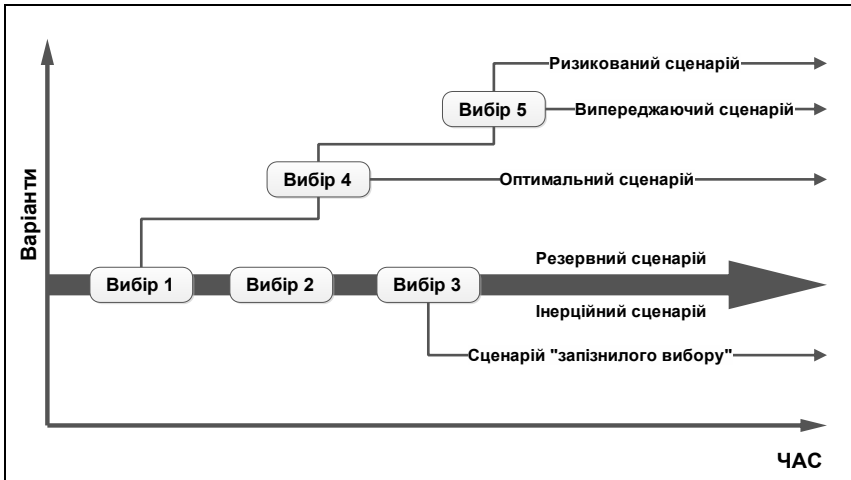 Ризикований сценарій
Вибір 5
Випереджаючий сценарій
Вибір 4
Оптимальний сценарій
Варіанти
Резервний сценарій
Вибір 1
Вибір 2
Вибір 3
Інерційний сценарій
Сценарій "запізнилого вибору"
ЧАС